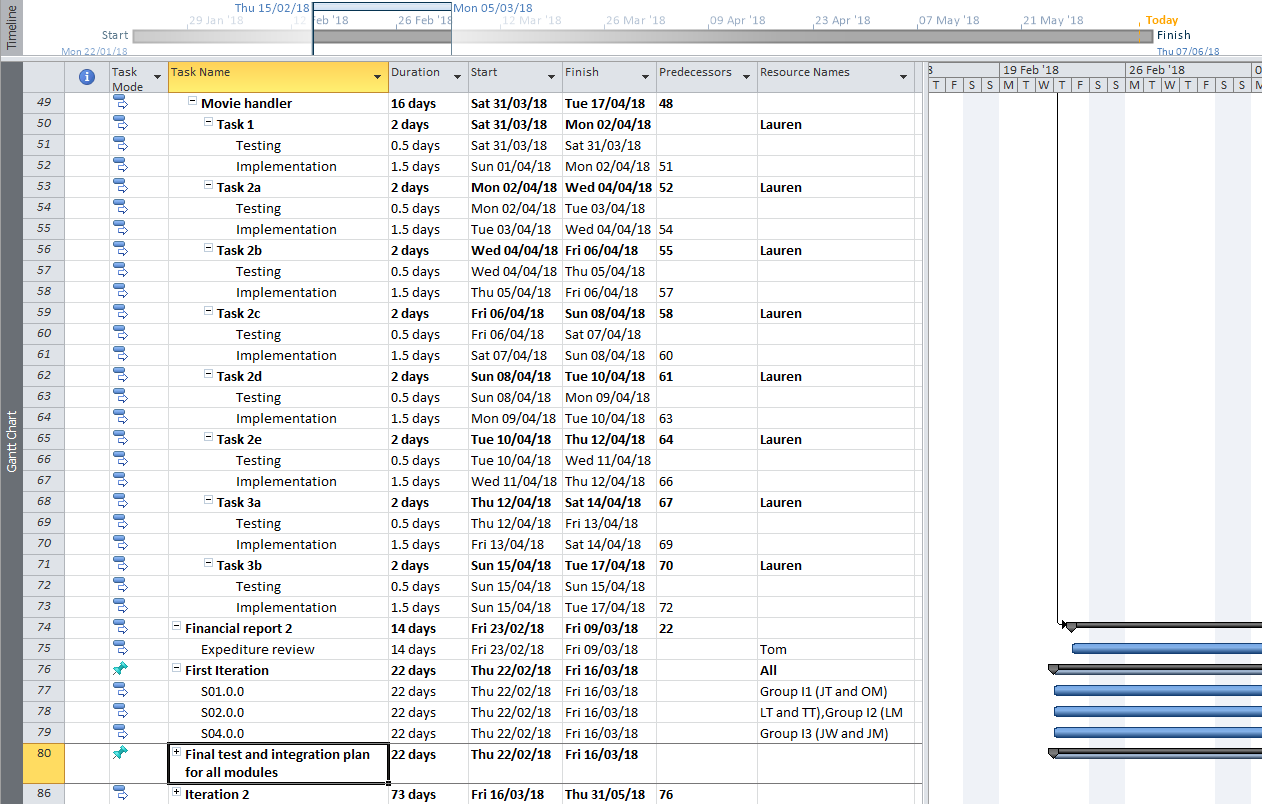 Timeline
Thu 15/02/18
Mon 05/03/18
29 Jan '18 12 Feb '18 26 Feb '18 12 Mar '18 26 Mar '18 09 Apr '18 23 Apr '18 07 May '18 21 May '18 Today
Start Finish
Mon 22/01/18 Thu 07/06/18
Gantt Chart
Task Mode Task Name Duration Start Finish Predecessors Resource Names
8 19 Feb '18 26 Feb '18 0
T F S S M T W T F S S M T W T F S S M
49 Movie handler 16 days Sat 31/03/18 Tue 17/04/18 48
50 Task 1 2 days Sat 31/03/18 Mon 02/04/18 Lauren
51 Testing 0.5 days Sat 31/03/18 Sat 31/03/18
52 Implementation 1.5 days Sun 01/04/18 Mon 02/04/18 51
53 Task 2a 2 days Mon 02/04/18 Wed 04/04/18 52 Lauren
54 Testing 0.5 days Mon 02/04/18 Tue 03/04/18
55 Implementation 1.5 days Tue 03/04/18 Wed 04/04/18 54
56 Task 2b 2 days Wed 04/04/18 Fri 06/04/18 55 Lauren
57 Testing 0.5 days Wed 04/04/18 Thu 05/04/18
58 Implementation 1.5 days Thu 05/04/18 Fri 06/04/18 57
59 Task 2c 2 days Fri 06/04/18 Sun 08/04/18 58 Lauren
60 Testing 0.5 days Fri 06/04/18 Sat 07/04/18
61 Implementation 1.5 days Sat 07/04/18 Sun 08/04/18 60
62 Task 2d 2 days Sun 08/04/18 Tue 10/04/18 61 Lauren
63 Testing 0.5 days Sun 08/04/18 Mon 09/04/18
64 Implementation 1.5 days Mon 09/04/18 Tue 10/04/18 63
65 Task 2e 2 days Tue 10/04/18 Thu 12/04/18 64 Lauren
66 Testing 0.5 days Tue 10/04/18 Wed 11/04/18
67 Implementation 1.5 days Wed 11/04/18 Thu 12/04/18 66
68 Task 3a 2 days Thu 12/04/18 Sat 14/04/18 67 Lauren
69 Testing 0.5 days Thu 12/04/18 Fri 13/04/18
70 Implementation 1.5 days Fri 13/04/18 Sat 14/04/18 69
71 Task 3b 2 days Sun 15/04/18 Tue 17/04/18 70 Lauren
72 Testing 0.5 days Sun 15/04/18 Sun 15/04/18
73 Implementation 1.5 days Sun 15/04/18 Tue 17/04/18 72
74 Financial report 2 14 days Fri 23/02/18 Fri 09/03/18 22
75 Expediture review 14 days Fri 23/02/18 Fri 09/03/18 Tom
76 First Iteration 22 days Thu 22/02/18 Fri 16/03/18 All
77 S01.0.0 22 days Thu 22/02/18 Fri 16/03/18 Group I1 (JT and OM)
78 S02.0.0 22 days Thu 22/02/18 Fri 16/03/18 LT and TT),Group I2 (LM
79 S04.0.0 22 days Thu 22/02/18 Fri 16/03/18 Group I3 (JW and JM)
80 Final test and integration plan 22 days Thu 22/02/18 Fri 16/03/18
for all modules
86 Iteration 2 73 days Fri 16/03/18 Thu 31/05/18 76